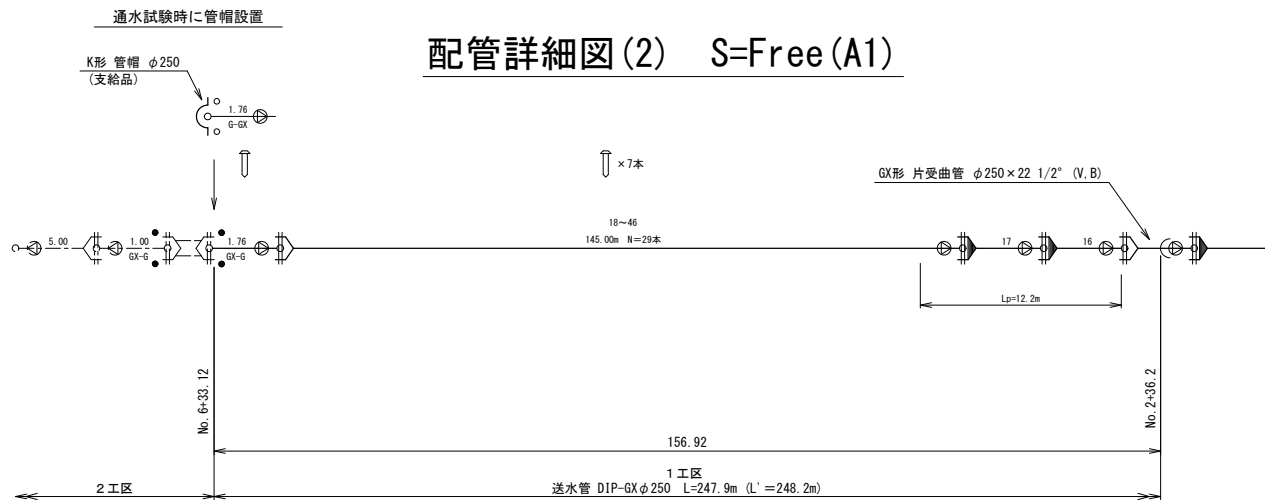 通水試験時に管帽設置
配管詳細図(2) S=Free(A1)
K形 管帽 φ250
(支給品)
1.76
G-GX
×7本
GX形 片受曲管 φ250×22 1/2° (V,B)
5.00
1.00
GX-G
1.76
GX-G
18～46
145.00m N=29本
17
16
Lp=12.2m
No.6+33.12
No.2+36.2
156.92
2工区
1工区
送水管 DIP-GXφ250 L=247.9m (L'=248.2m)